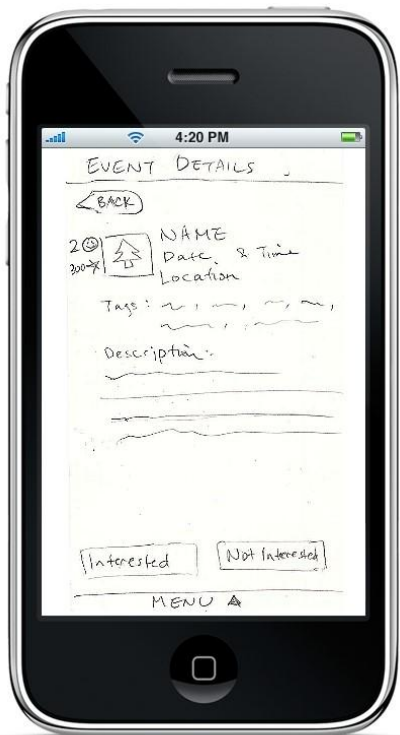 4:20 PM
EVENT DETAILS
BACK
2
NAME
300
Date & Time
Location
Tags:
Description:
Interested
Not Interested
MENU